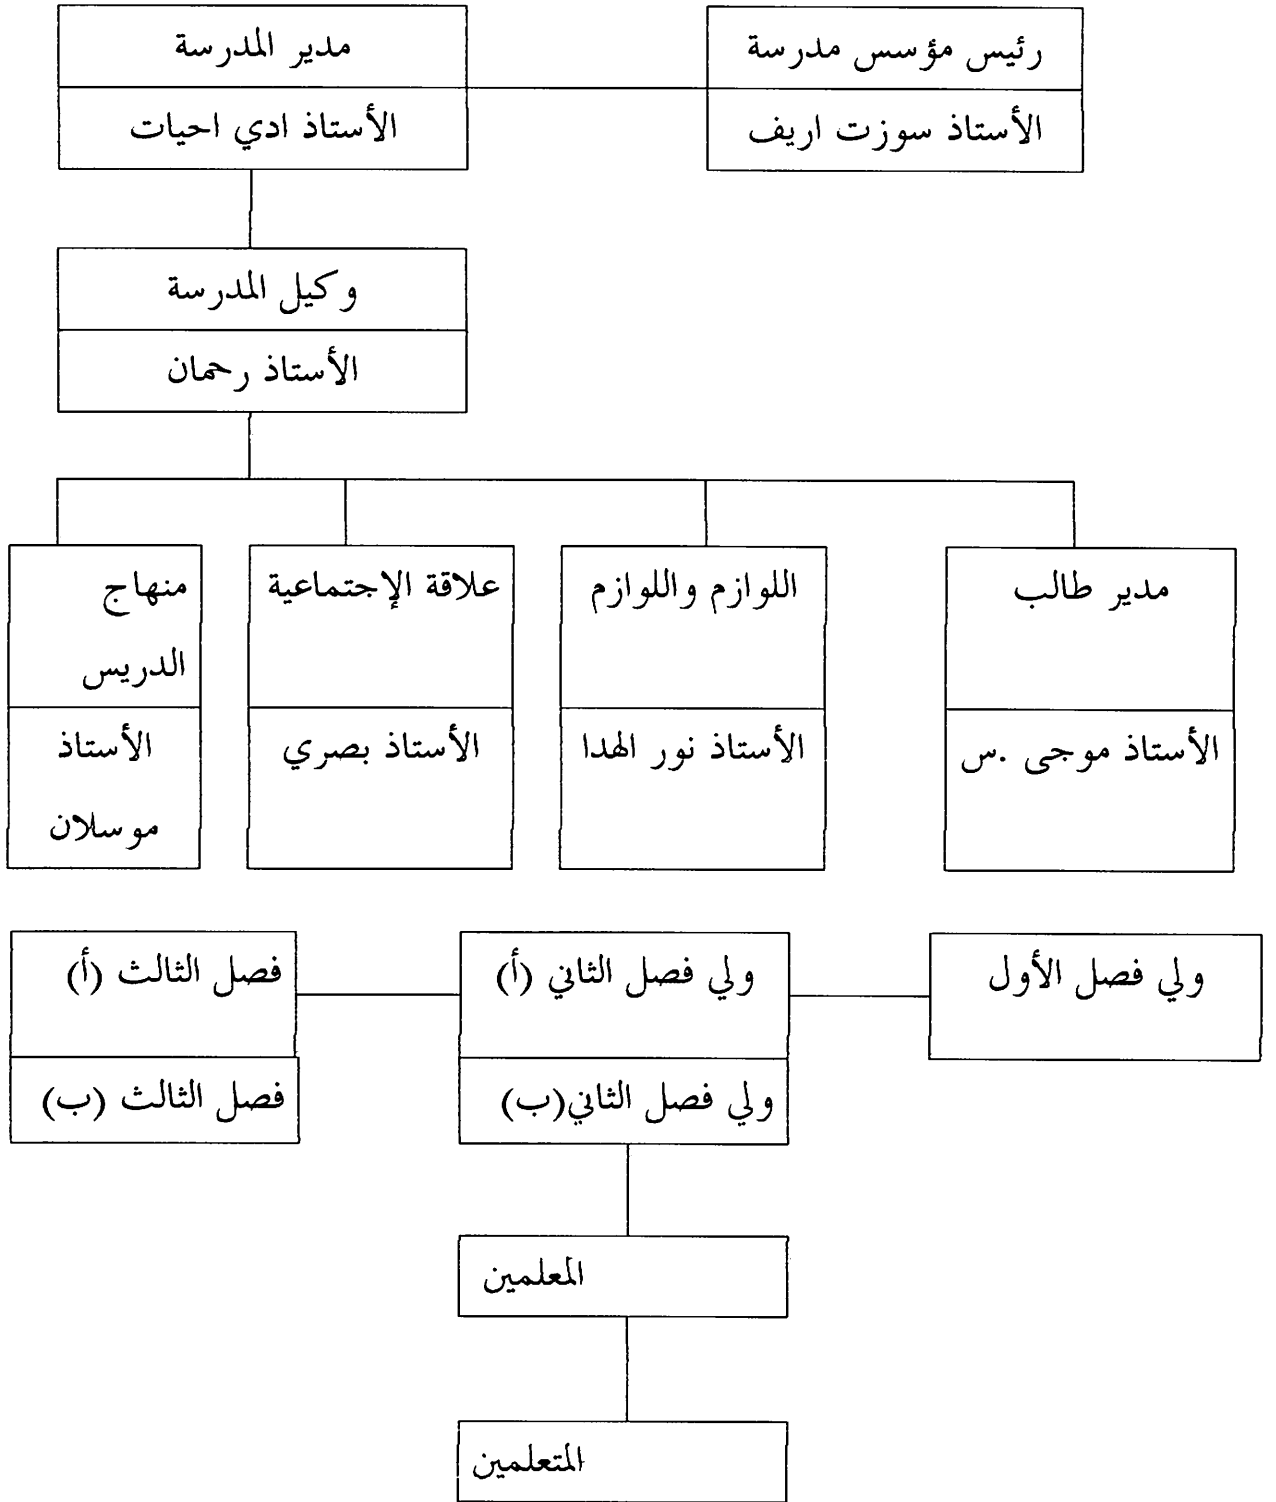 رئيس مؤسس مدرسة
الأستاذ سوزت اريف
مدير المدرسة
الأستاذ ادي احيات
وكيل المدرسة
الأستاذ رحمان
مدير طالب
الأستاذ موجى .س
اللوازم واللوازم
الأستاذ نور الهدا
علاقة الإجتماعية
الأستاذ بصري
منهاج
الدريس
الأستاذ
موسلان
ولي فصل الأول
ولي فصل الثاني (أ)
ولي فصل الثاني(ب)
فصل الثالث (أ)
فصل الثالث (ب)
المعلمين
المتعلمين